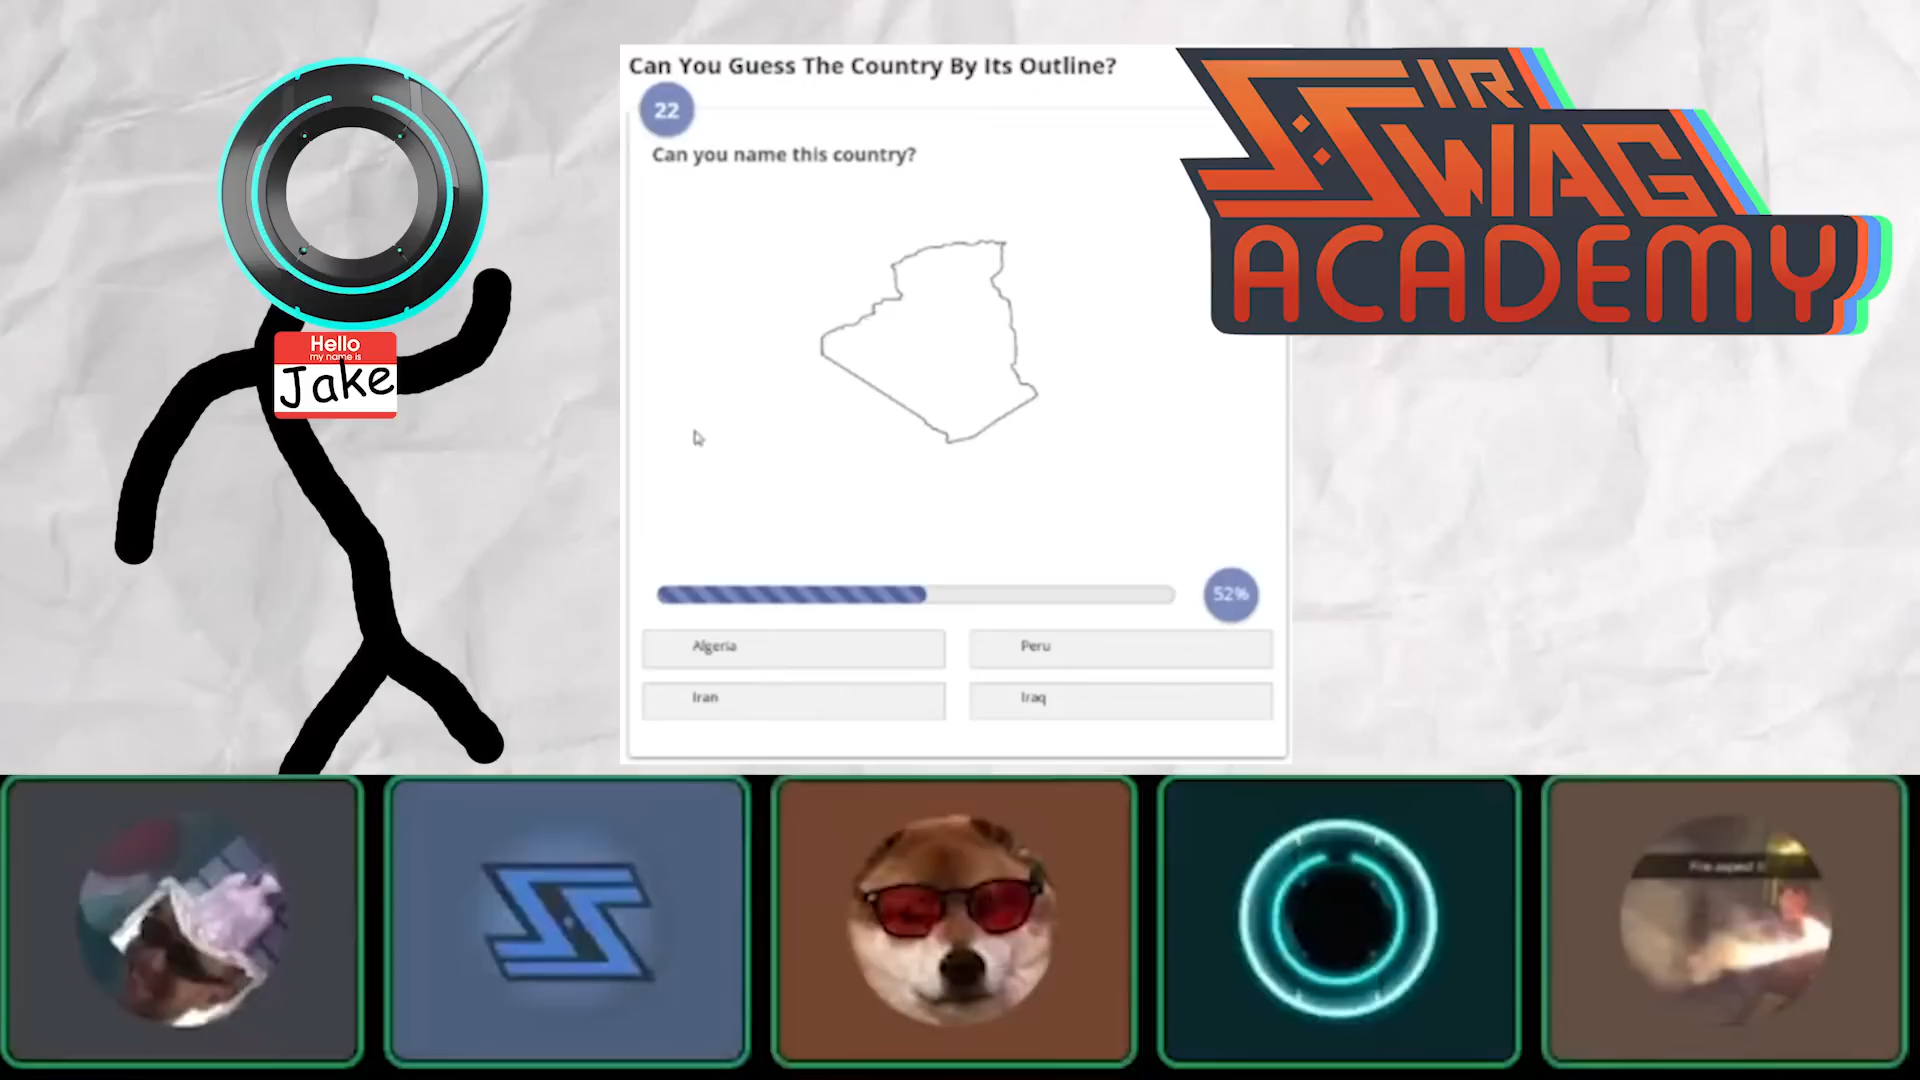 Can You Guess The Country By Its Outline?
22
Can you name this country?
SIR
SWAG
ACADEMY
Hello
my name is
Jake
52%
Algeria
Peru
Iran
Iraq